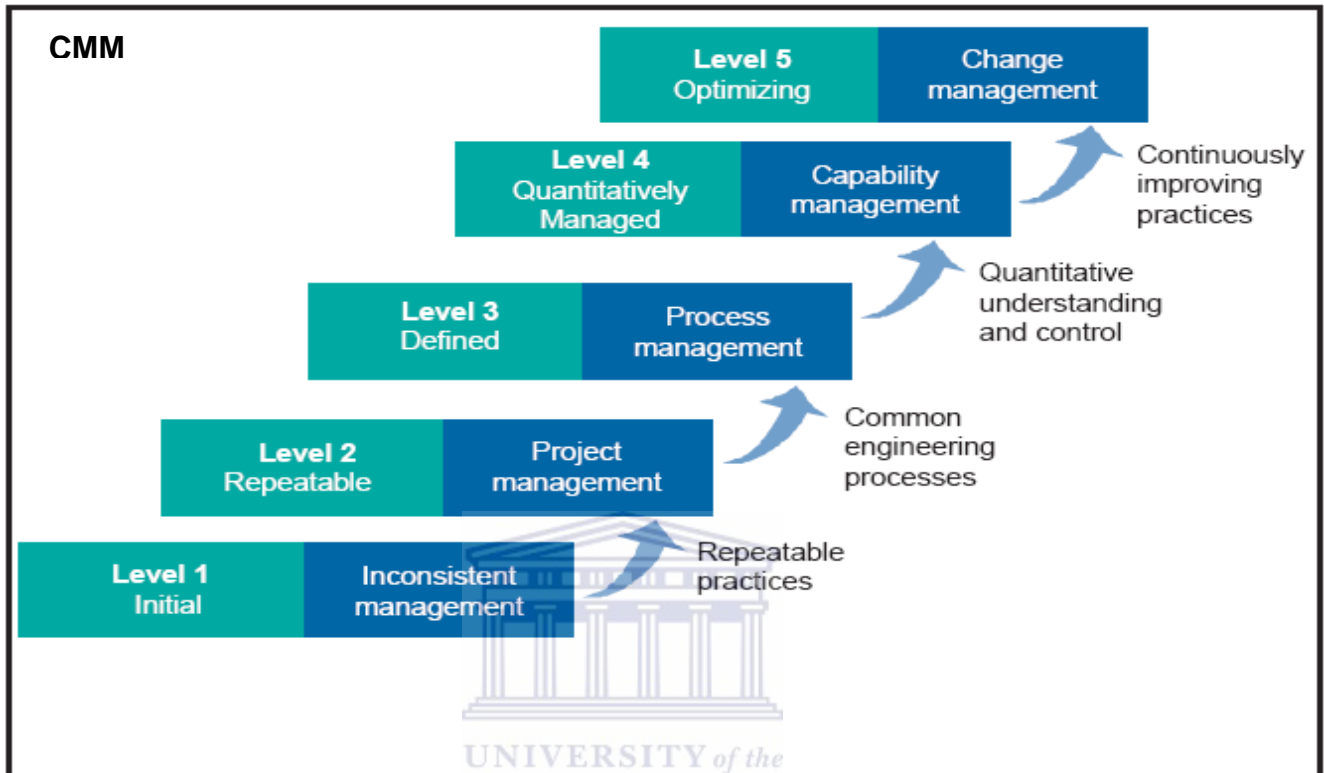 CMM
Level 5
Optimizing
Change
management
Level 4
Quantitatively
Managed
Capability
management
Continuously
improving
practices
Level 3
Defined
Process
management
Quantitative
understanding
and control
Level 2
Repeatable
Project
management
Common
engineering
processes
Level 1
Initial
Inconsistent
management
Repeatable
practices
UNIVERSITY of the